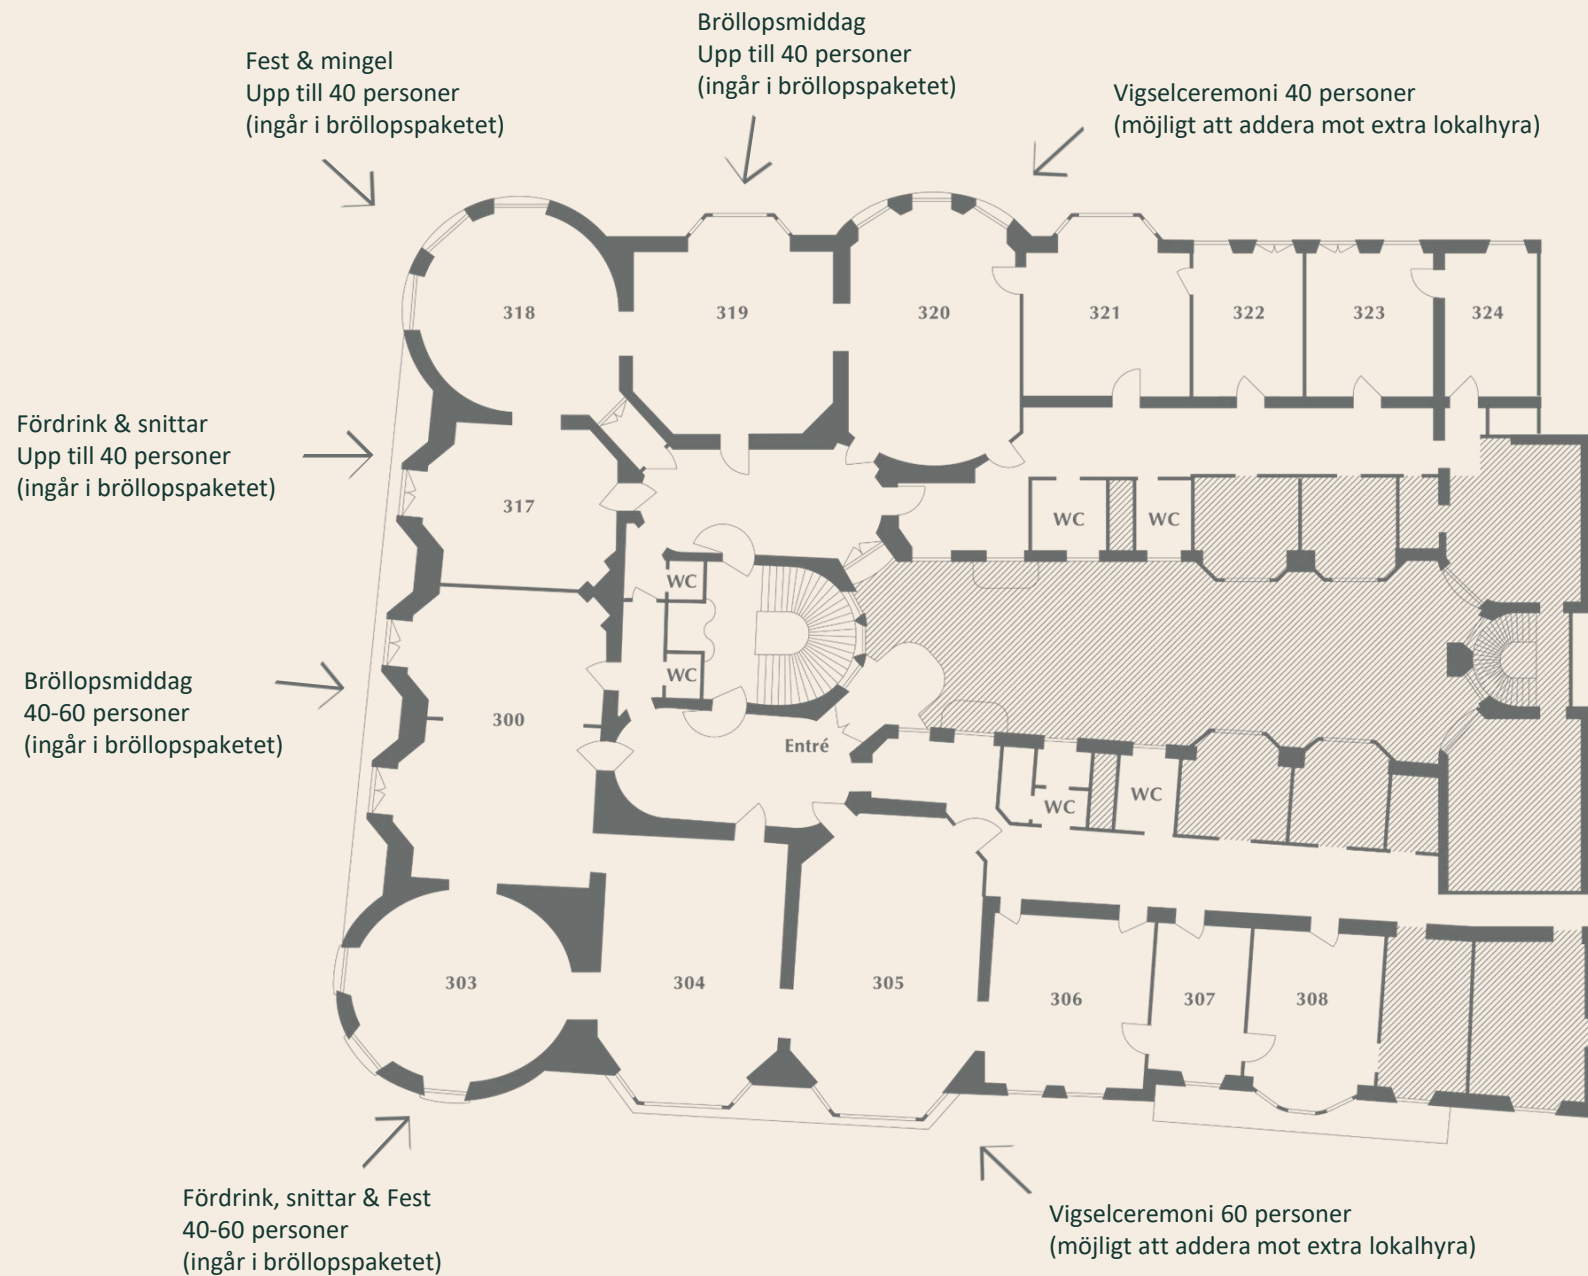 Bröllopsmiddag
Upp till 40 personer
(ingår i bröllopspaketet)
Fest & mingel
Upp till 40 personer
(ingår i bröllopspaketet)
Vigselceremoni 40 personer
(möjligt att addera mot extra lokalhyra)
318
319
320
321
322
323
324
Fördrink & snittar
Upp till 40 personer
(ingår i bröllopspaketet)
317
WC
WC
WC
WC
Bröllopsmiddag
40-60 personer
(ingår i bröllopspaketet)
300
Entré
WC
WC
303
304
305
306
307
308
Fördrink, snittar & Fest
40-60 personer
(ingår i bröllopspaketet)
Vigselceremoni 60 personer
(möjligt att addera mot extra lokalhyra)